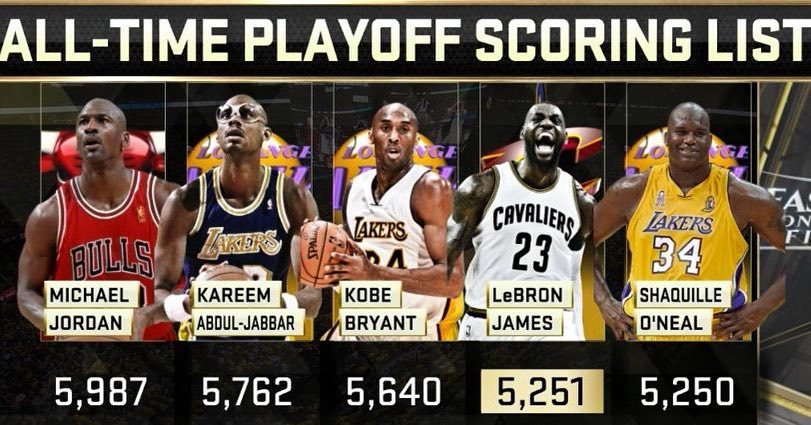 ALL-TIME PLAYOFF SCORING LIST
BULLS
LAKERS
LAKERS
CAVALIERS
23
LAKERS
34
SPALDING
MICHAEL
JORDAN
KAREEM
ABDUL-JABBAR
KOBE
BRYANT
LeBRON
JAMES
SHAQUILLE
O'NEAL
5,987
5,762
5,640
5,251
5,250